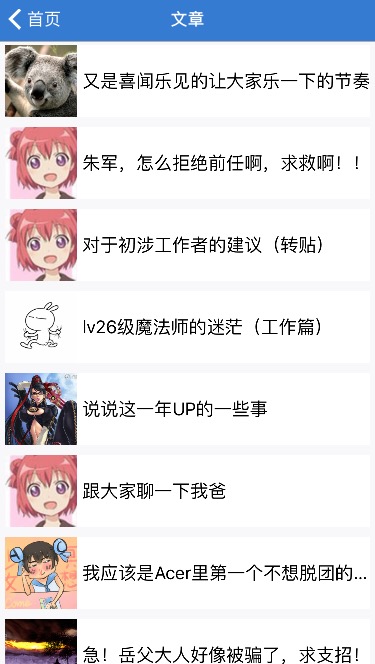 首页
文章
又是喜闻乐见的让大家乐一下的节奏
朱军，怎么拒绝前任啊，求救啊！！
对于初涉工作者的建议（转贴）
lv26级魔法师的迷茫（工作篇）
说说这一年UP的一些事
跟大家聊一下我爸
我应该是Acer里第一个不想脱团的...
急！岳父大人好像被骗了，求支招！